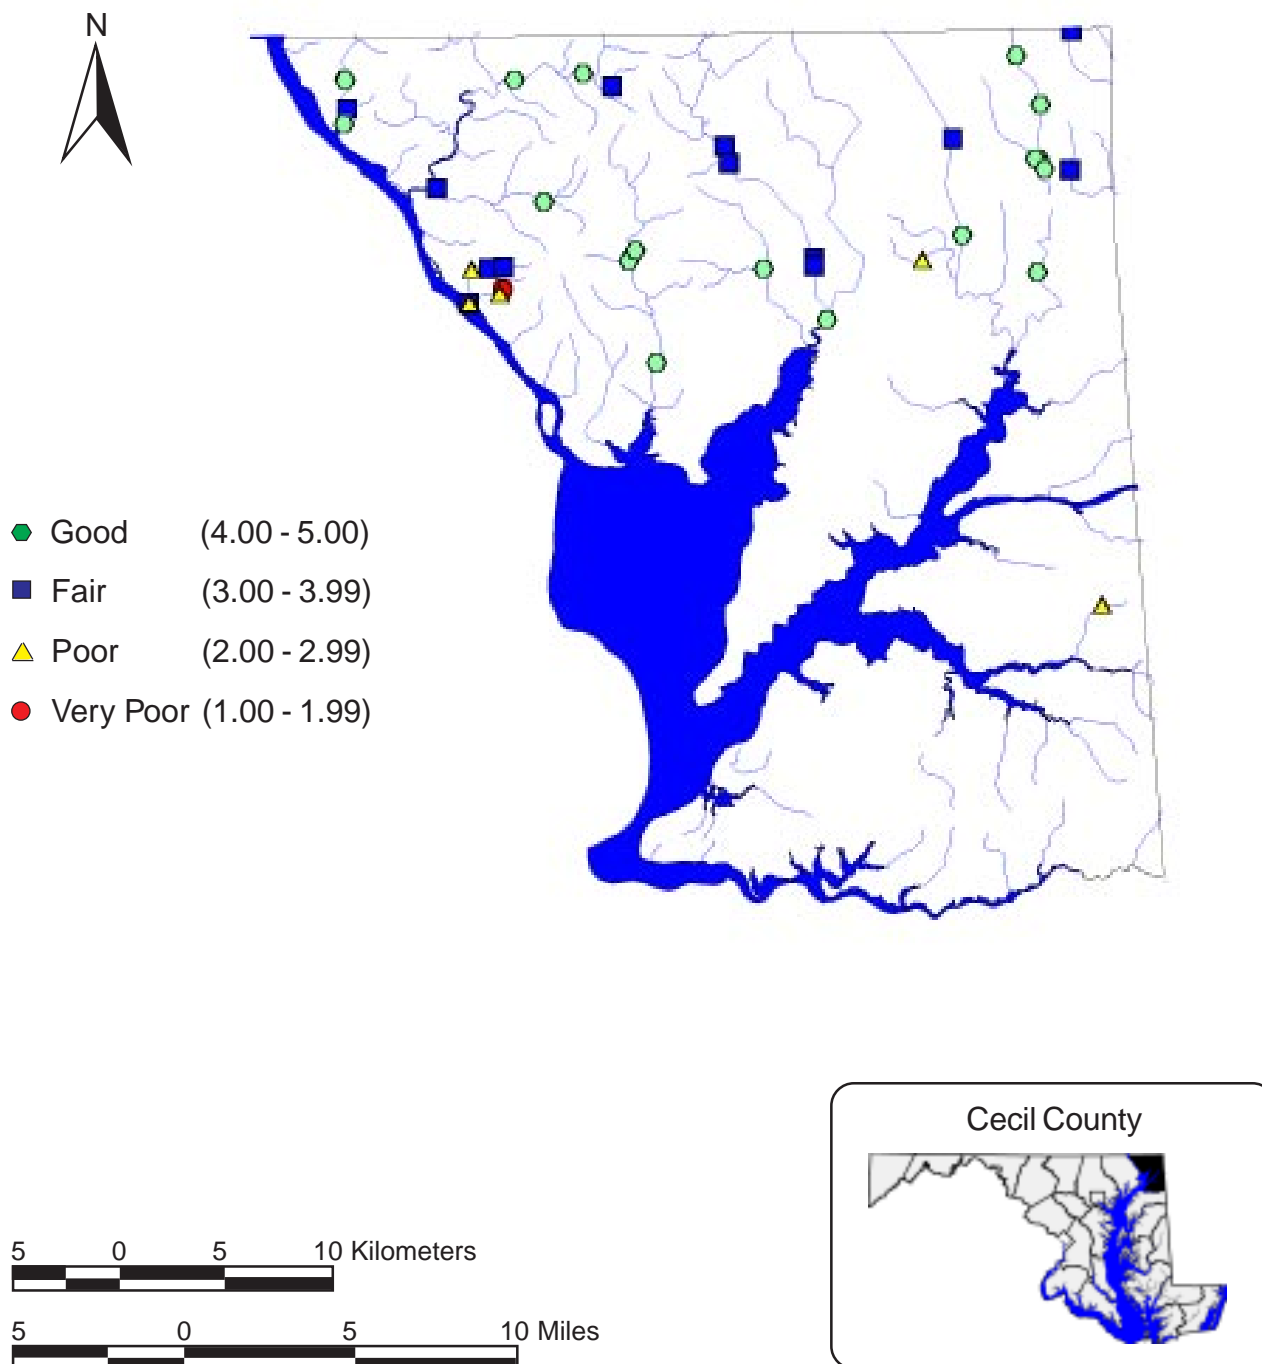 N
Good (4.00 - 5.00)
Fair (3.00 - 3.99)
Poor (2.00 - 2.99)
Very Poor (1.00 - 1.99)
Cecil County
5 0 5 10 Kilometers
5 0 5 10 Miles